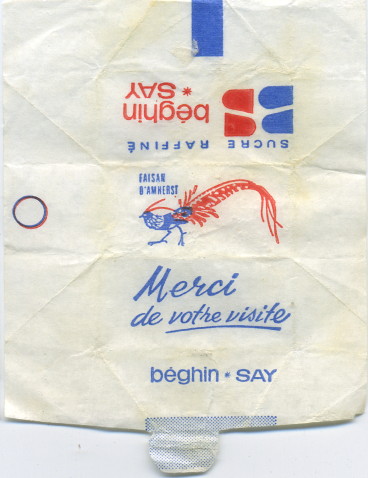 béghin
* SAY
SUCRE RAFFINÉ
FAISAN
D'AMHERST
Merci
de votre visite
béghin * SAY